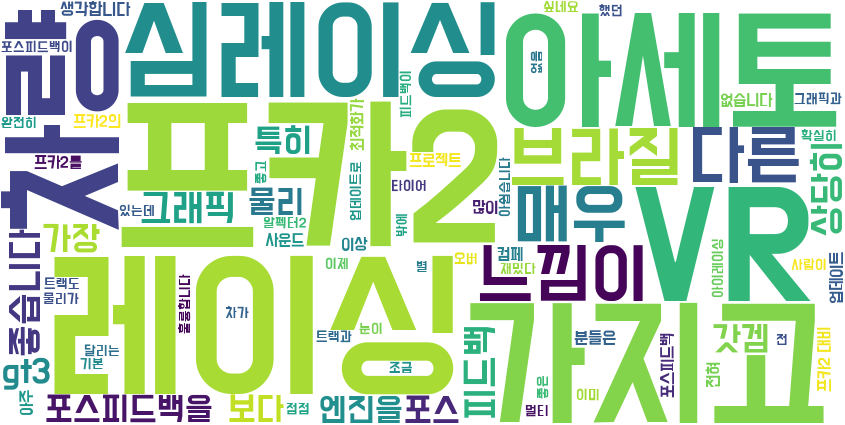 생각합니다
심레이싱
싶네요
했던
포스피드백이
차량
아세토
없음
피드백이
없습니다
그래픽과
완전히
프카2의
프카2
최적화가
특히
브라질
다른
확실히
프카2를
좋고
프로젝트
상당히
그래픽
물리
업데이트로
타이어
아쉽습니다
매우
VR
있는데
많이
알펙터2
밖에
가장
사운드
이상
컴페
좋습니다
레이싱
이제
별
오버
재밌다
느낌이
아이레이싱
사람이
업데이트
트랙도
물리가
훌륭합니다
차가
가지고
달리는
기본
트랙과
눈이
피드백
분들은
포스피드백
갓겜
전
gt3
조금
전혀
프카2 대비
아주
포스피드백을
보다
점점
엔진을
포스
좋은
멀티
이미